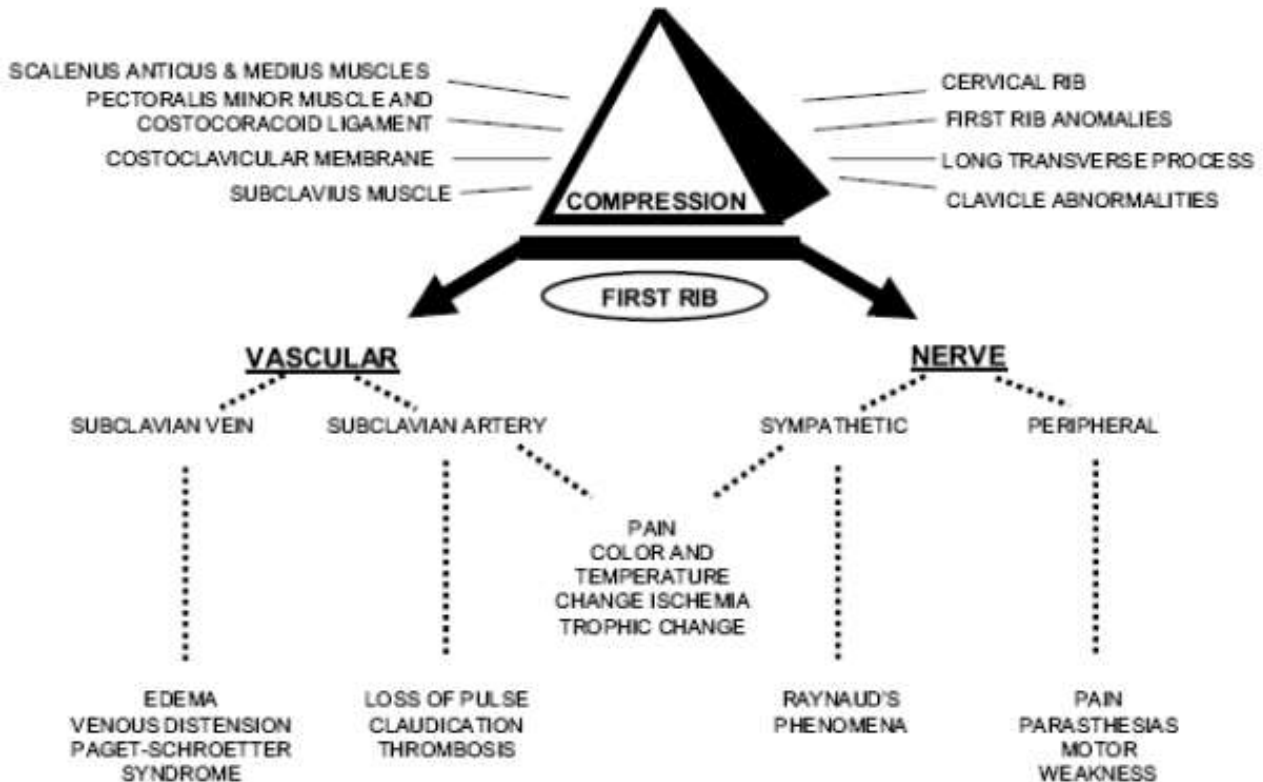 SCALENUS ANTICUS & MEDIUS MUSCLES
PECTORALIS MINOR MUSCLE AND
COSTOCORACOID LIGAMENT
COSTOCLAVICULAR MEMBRANE
SUBCLAVIUS MUSCLE
CERVICAL RIB
FIRST RIB ANOMALIES
LONG TRANSVERSE PROCESS
CLAVICLE ABNORMALITIES
COMPRESSION
FIRST RIB
VASCULAR
NERVE
SUBCLAVIAN VEIN
SUBCLAVIAN ARTERY
SYMPATHETIC
PERIPHERAL
PAIN
COLOR AND
TEMPERATURE
CHANGE ISCHEMIA
TROPHIC CHANGE
EDEMA
VENOUS DISTENSION
PAGET-SCHROETTER
SYNDROME
LOSS OF PULSE
CLAUDICATION
THROMBOSIS
RAYNAUD'S
PHENOMENA
PAIN
PARASTHESIAS
MOTOR
WEAKNESS